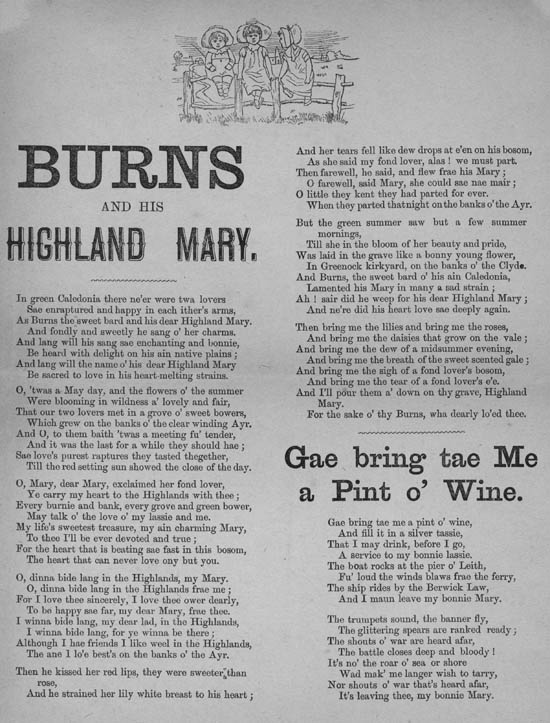 BURNS
AND HIS
HIGHLAND MARY.
In green Caledonia there ne'er were twa lovers
Sae enraptured and happy in each ither's arms,
As Burns the sweet bard and his dear Highland Mary.
And fondly and sweetly he sang o' her charms.
And lang will his sang sae enchanting and bonnie,
Be heard with delight on his ain native plains;
And lang will the name o' his dear Highland Mary
Be sacred to love in his heart-melting strains.
O, 'twas a May day, and the flowers o' the summer
Were blooming in wildness a' lovely and fair,
That our two lovers met in a grove o' sweet bowers,
Which grew on the banks o' the clear winding Ayr.
And O, to them baith 'twas a meeting fu' tender,
And it was the last for a while they should hae;
Sae love's purest raptures they tasted thegether,
Till the red setting sun showed the close of the day.
O, Mary, dear Mary, exclaimed her fond lover,
Ye carry my heart to the Highlands with thee;
Every burnie and bank, every grove and green bower,
May talk o' the love o' my lassie and me.
My life's sweetest treasure, my ain charming Mary,
To thee I'll be ever devoted and true;
For the heart that is beating sae fast in this bosom,
The heart that can never love ony but you.
O, dinna bide lang in the Highlands, my Mary.
O, dinna bide lang in the Highlands frae me;
For I love thee sincerely, I love thee ower dearly,
To be happy sae far, my dear Mary, frae thee.
I winna bide lang, my dear lad, in the Highlands,
I winna bide lang, for ye winna be there;
Although I hae friends I like weel in the Highlands,
The ane I lo'e best's on the banks o' the Ayr.
Then he kissed her red lips, they were sweeter than
rose,
And he strained her lily white breast to his heart;
And her tears fell like dew drops at e'en on his bosom,
As she said my fond lover, alas! we must part.
Then farewell, he said, and flew frae his Mary;
O farewell, said Mary, she could sae nae mair;
O little they kent they had parted for ever.
When they parted that night on the banks o' the Ayr.
But the green summer saw but a few summer
mornings,
Till she in the bloom of her beauty and pride,
Was laid in the grave like a bonny young flower,
In Greenock kirkyard, on the banks o' the Clyde.
And Burns, the sweet bard o' his ain Caledonia,
Lamented his Mary in many a sad strain;
Ah! sair did he weep for his dear Highland Mary;
And ne're did his heart love sae deeply again.
Then bring me the lilies and bring me the roses,
And bring me the daisies that grow on the vale;
And bring me the dew of a midsummer evening,
And bring me the breath of the sweet scented gale;
And bring me the sigh of a fond lover's bosom,
And bring me the tear of a fond lover's e'e.
And I'll pour them a' down on thy grave, Highland
Mary.
For the sake o' thy Burns, wha dearly lo'ed thee.
Gae bring tae Me
a Pint o' Wine.
Gae bring tae me a pint o' wine,
And fill it in a silver tassie,
That I may drink, before I go,
A service to my bonnie lassie.
The boat rocks at the pier o' Leith,
Fu' loud the winds blaws frae the ferry,
The ship rides by the Berwick Law,
And I maun leave my bonnie Mary.
The trumpets sound, the banner fly,
The glittering spears are ranked ready;
The shouts o' war are heard afar,
The battle closes deep and bloody!
It's no' the roar o' sea or shore
Wad mak' me langer wish to tarry,
Nor shouts o' war that's heard afar,
It's leaving thee, my bonnie Mary.